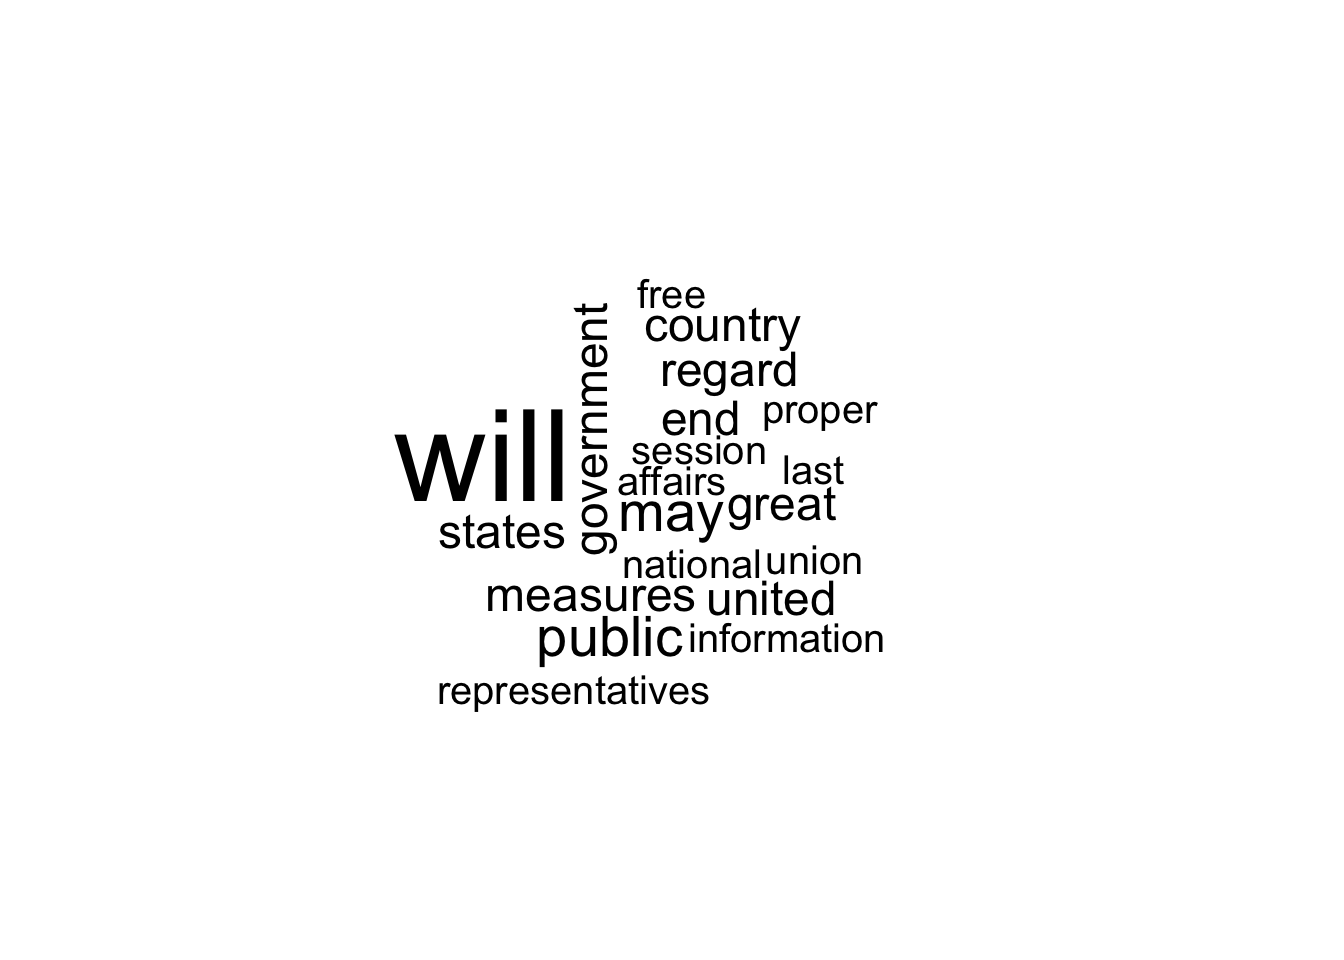 free
country
government
regard
proper
end
will
session
last
affairs
may
great
states
national
union
measures
united
public
information
representatives